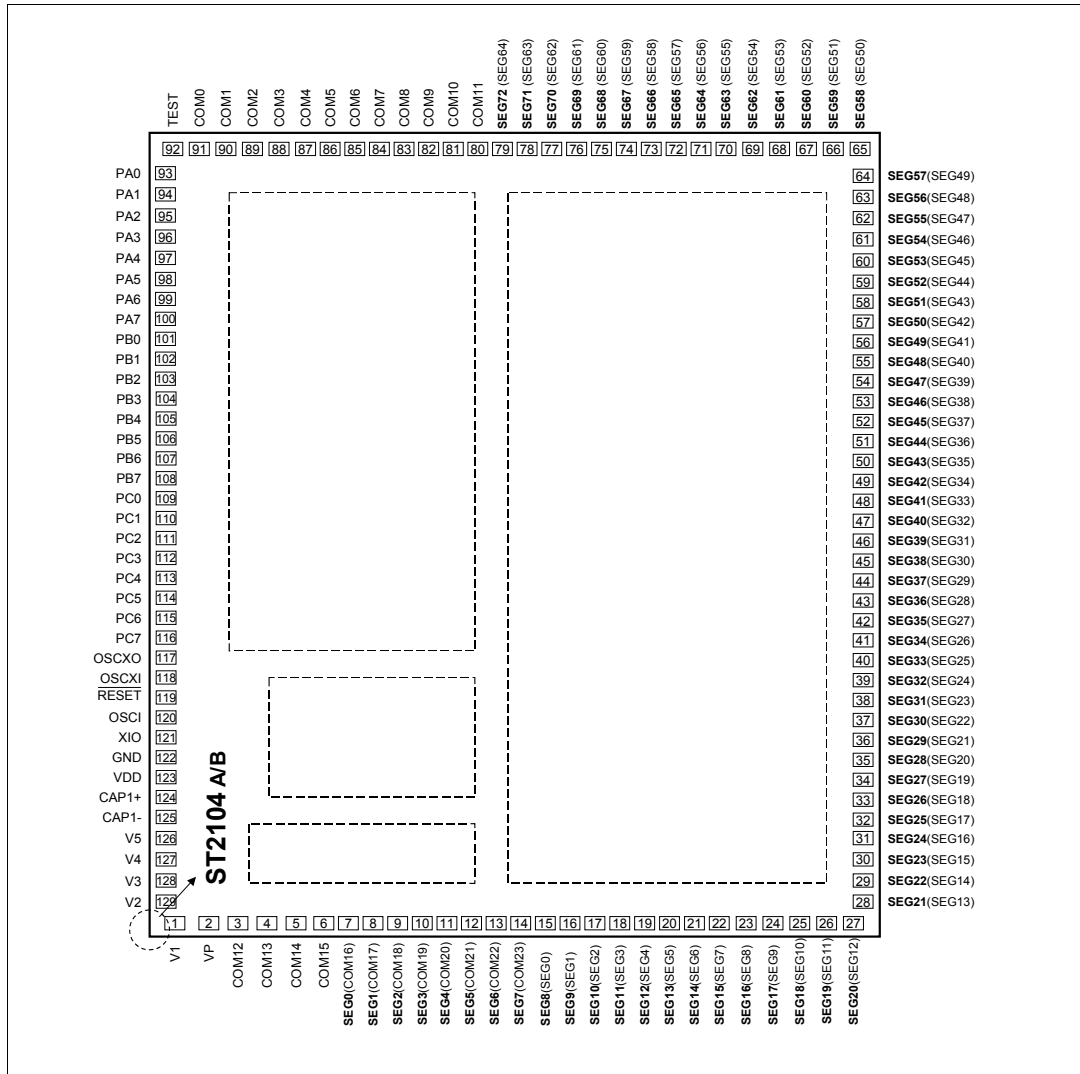 TEST
COM0
COM1
COM2
COM3
COM4
COM5
COM6
COM7
COM8
COM9
COM10
COM11
SEG72 (SEG64)
SEG71 (SEG63)
SEG70 (SEG62)
SEG69 (SEG61)
SEG68 (SEG60)
SEG67 (SEG59)
SEG66 (SEG58)
SEG65 (SEG57)
SEG64 (SEG56)
SEG63 (SEG55)
SEG62 (SEG54)
SEG61 (SEG53)
SEG60 (SEG52)
SEG59 (SEG51)
SEG58 (SEG50)
92 91 90 89 88 87 86 85 84 83 82 81 80 79 78 77 76 75 74 73 72 71 70 69 68 67 66 65
PA0 93
PA1 94
PA2 95
PA3 96
PA4 97
PA5 98
PA6 99
PA7 100
PB0 101
PB1 102
PB2 103
PB3 104
PB4 105
PB5 106
PB6 107
PB7 108
PC0 109
PC1 110
PC2 111
PC3 112
PC4 113
PC5 114
PC6 115
PC7 116
OSCXO 117
OSCXI 118
RESET 119
OSCI 120
XIO 121
GND 122
VDD 123
CAP1+ 124
CAP1- 125
V5 126
V4 127
V3 128
V2 129
ST2104 A/B
64 SEG57(SEG49)
63 SEG56(SEG48)
62 SEG55(SEG47)
61 SEG54(SEG46)
60 SEG53(SEG45)
59 SEG52(SEG44)
58 SEG51(SEG43)
57 SEG50(SEG42)
56 SEG49(SEG41)
55 SEG48(SEG40)
54 SEG47(SEG39)
53 SEG46(SEG38)
52 SEG45(SEG37)
51 SEG44(SEG36)
50 SEG43(SEG35)
49 SEG42(SEG34)
48 SEG41(SEG33)
47 SEG40(SEG32)
46 SEG39(SEG31)
45 SEG38(SEG30)
44 SEG37(SEG29)
43 SEG36(SEG28)
42 SEG35(SEG27)
41 SEG34(SEG26)
40 SEG33(SEG25)
39 SEG32(SEG24)
38 SEG31(SEG23)
37 SEG30(SEG22)
36 SEG29(SEG21)
35 SEG28(SEG20)
34 SEG27(SEG19)
33 SEG26(SEG18)
32 SEG25(SEG17)
31 SEG24(SEG16)
30 SEG23(SEG15)
29 SEG22(SEG14)
28 SEG21(SEG13)
1 2 3 4 5 6 7 8 9 10 11 12 13 14 15 16 17 18 19 20 21 22 23 24 25 26 27
V1
VP
COM12
COM13
COM14
COM15
SEG0(COM16)
SEG1(COM17)
SEG2(COM18)
SEG3(COM19)
SEG4(COM20)
SEG5(COM21)
SEG6(COM22)
SEG7(COM23)
SEG8(SEG0)
SEG9(SEG1)
SEG10(SEG2)
SEG11(SEG3)
SEG12(SEG4)
SEG13(SEG5)
SEG14(SEG6)
SEG15(SEG7)
SEG16(SEG8)
SEG17(SEG9)
SEG18(SEG10)
SEG19(SEG11)
SEG20(SEG12)